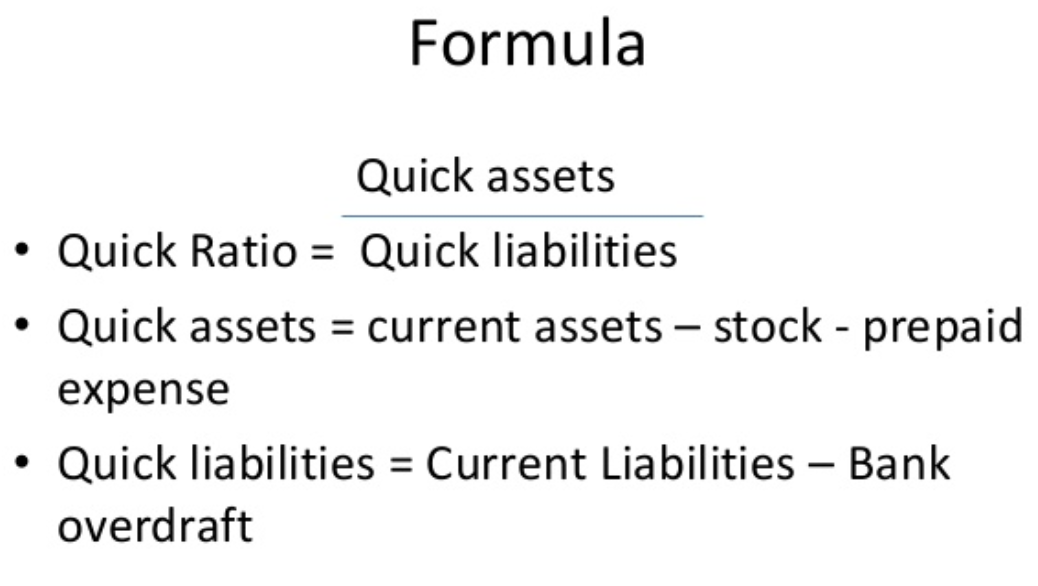 Formula
Quick assets
• Quick Ratio = Quick liabilities
• Quick assets = current assets – stock - prepaid
expense
• Quick liabilities = Current Liabilities – Bank
overdraft